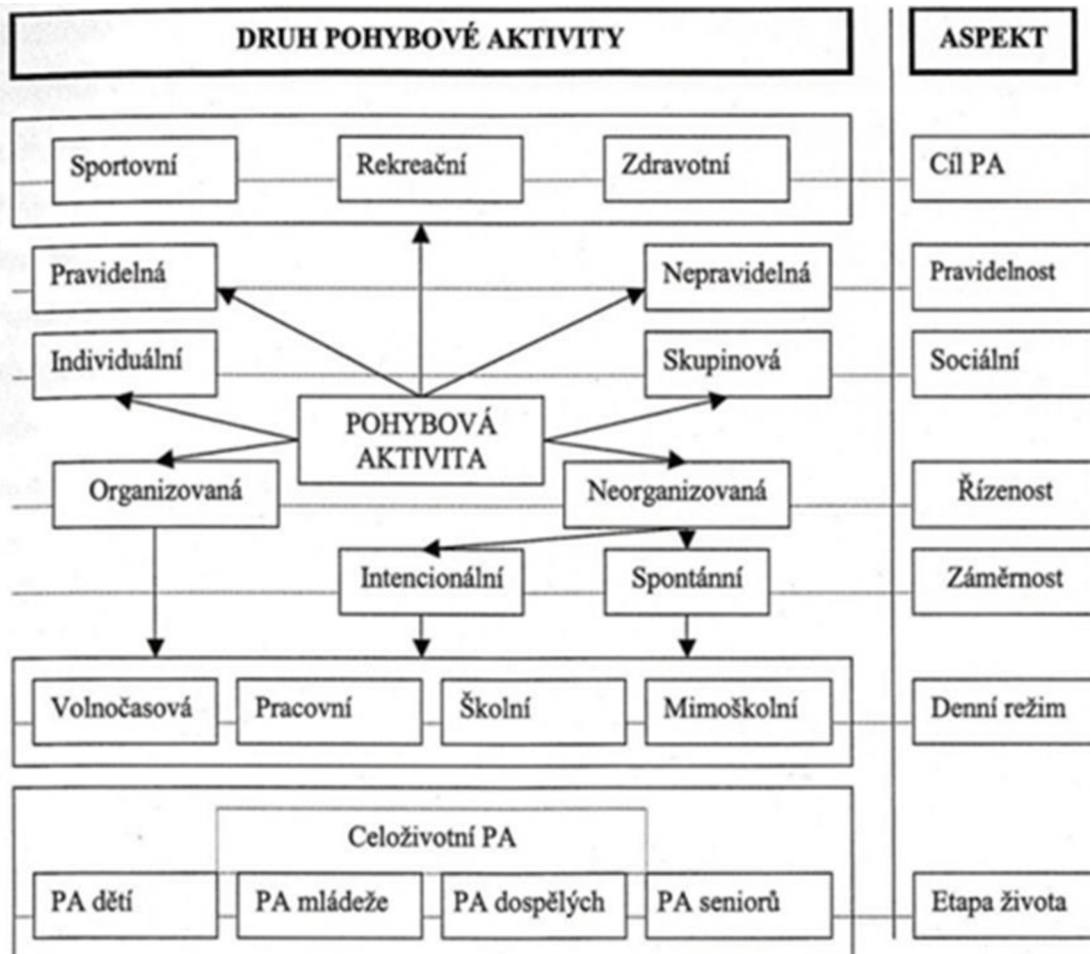 DRUH POHYBOVÉ AKTIVITY
ASPEKT
Sportovní
Rekreační
Zdravotní
Cíl PA
Pravidelná
Nepravidelná
Pravidelnost
Individuální
Skupinová
Sociální
POHYBOVÁ
AKTIVITA
Organizovaná
Neorganizovaná
Řízenost
Intencionální
Spontánní
Záměrnost
Volnočasová
Pracovní
Školní
Mimoškolní
Denní režim
Celoživotní PA
PA dětí
PA mládeže
PA dospělých
PA seniorů
Etapa života